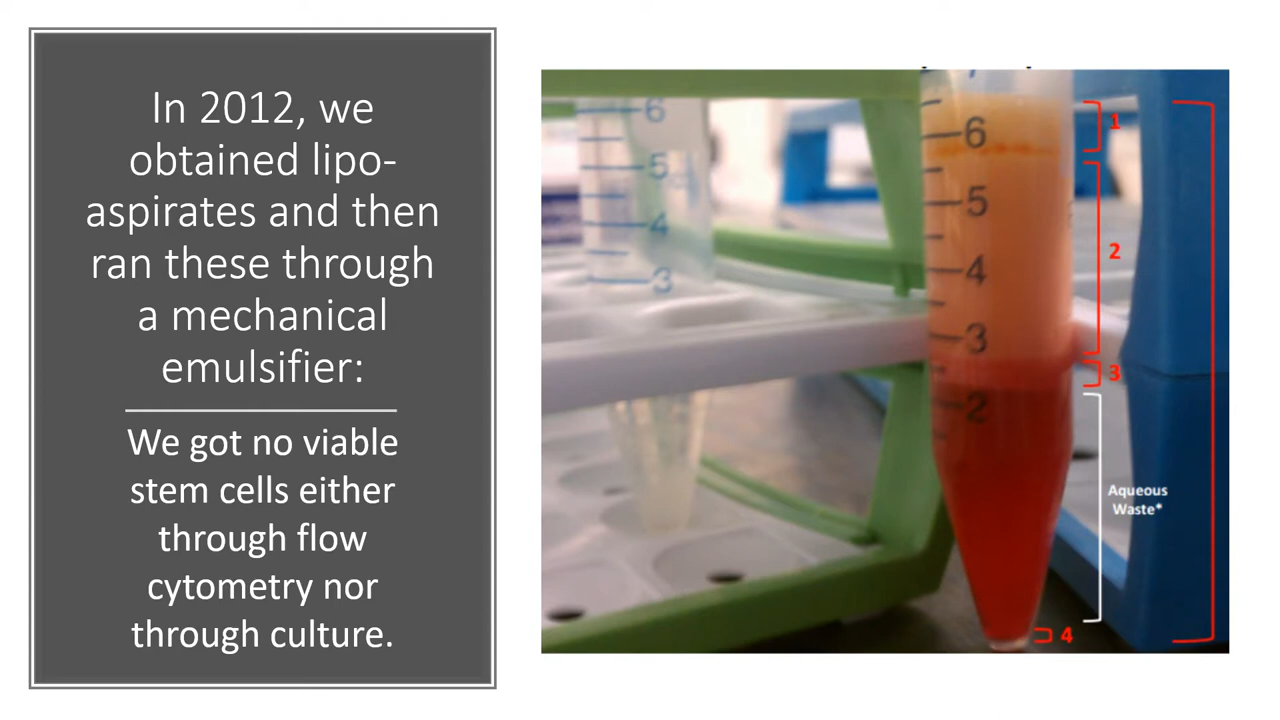 In 2012, we
obtained lipo-
aspirates and then
ran these through
a mechanical
emulsifier:
We got no viable
stem cells either
through flow
cytometry nor
through culture.
6
5
4
3
7
6
5
4
3
2
1
2
3
Aqueous
Waste*
4